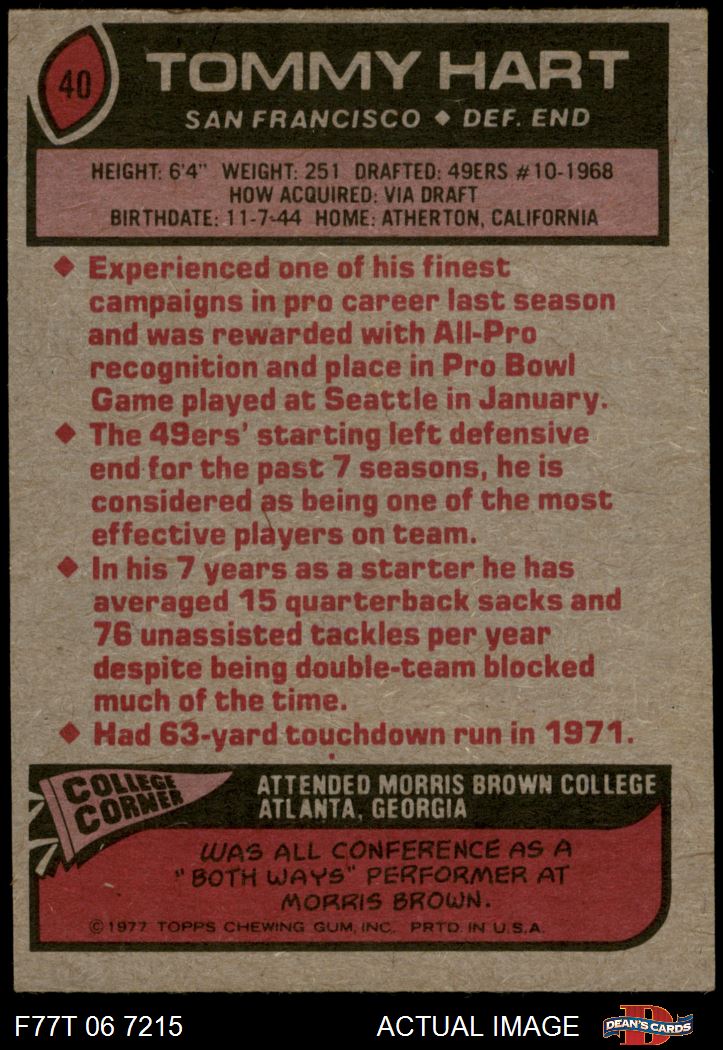 40
TOMMY HART
SAN FRANCISCO ◆ DEF. END
HEIGHT: 6'4" WEIGHT: 251 DRAFTED: 49ERS #10-1968
HOW ACQUIRED: VIA DRAFT
BIRTHDATE: 11-7-44 HOME: ATHERTON, CALIFORNIA
◆ Experienced one of his finest
campaigns in pro career last season
and was rewarded with All-Pro
recognition and place in Pro Bowl
Game played at Seattle in January.
◆ The 49ers' starting left defensive
end for the past 7 seasons, he is
considered as being one of the most
effective players on team.
◆ In his 7 years as a starter he has
averaged 15 quarterback sacks and
76 unassisted tackles per year
despite being double-team blocked
much of the time.
◆ Had 63-yard touchdown run in 1971.
COLLEGE
CORNER
ATTENDED MORRIS BROWN COLLEGE
ATLANTA, GEORGIA
WAS ALL CONFERENCE AS A
"BOTH WAYS" PERFORMER AT
MORRIS BROWN.
©1977 TOPPS CHEWING GUM, INC. PRTD. IN U.S.A.
F77T 06 7215
ACTUAL IMAGE
D
DEAN'S CARDS